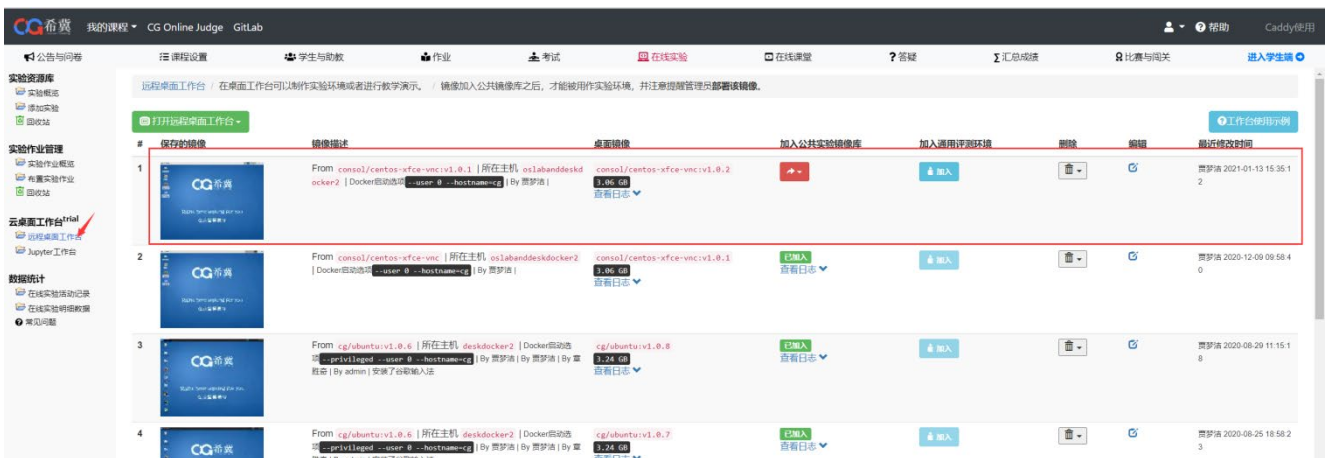 CG希冀 我的课程 CG Online Judge GitLab 帮助 Caddy使用
公告与问卷 课程设置 学生与助教 作业 考试 在线实验 在线课堂 答疑 ∑汇总成绩 比赛与闯关 进入学生端
实验资源库
实验概览
添加实验
回收站
实验作业管理
实验作业概览
布置实验作业
回收站
云桌面工作台trial
远程桌面工作台
Jupyter工作台
数据统计
在线实验活动记录
在线实验明细数据
常见问题
远程桌面工作台 / 在桌面工作台可以制作实验环境或者进行教学演示。 / 镜像加入公共镜像库之后,才能被用作实验环境,并注意提醒管理员部署该镜像。
打开远程桌面工作台 工作台使用示例
# 保存的镜像 镜像描述 桌面镜像 加入公共实验镜像库 加入通用评测环境 删除 编辑 最近修改时间
1 From consol/centos-xfce-vnc:v1.0.1 | 所在主机 oslabanddeskd consol/centos-xfce-vnc:v1.0.2 加入 贾梦洁 2021-01-13 15:35:1
ocker2 | Docker启动选项 --user 0 --hostname=cg | By 贾梦洁 | 3.06 GB 2
CG希冀 查看日志
2 From consol/centos-xfce-vnc | 所在主机 oslabanddeskdocker2 consol/centos-xfce-vnc:v1.0.1 已加入 加入 贾梦洁 2020-12-09 09:58:4
| Docker启动选项 --user 0 --hostname=cg | By 贾梦洁 | 3.06 GB 查看日志 0
CG希冀 查看日志
3 From cg/ubuntu:v1.0.6 | 所在主机 deskdocker2 | Docker启动选 cg/ubuntu:v1.0.8 已加入 加入 贾梦洁 2020-08-29 11:15:1
项 --privileged --user 0 --hostname=cg | By 贾梦洁 | By 贾梦洁 | By 章 3.24 GB 查看日志 8
CG希冀 胜奇 | By admin | 安装了谷歌输入法 查看日志
4 From cg/ubuntu:v1.0.6 | 所在主机 deskdocker2 | Docker启动选 cg/ubuntu:v1.0.7 已加入 加入 贾梦洁 2020-08-25 18:58:2
项 --privileged --user 0 --hostname=cg | By 贾梦洁 | By 贾梦洁 | By 章 3.24 GB 查看日志 3
CG希冀